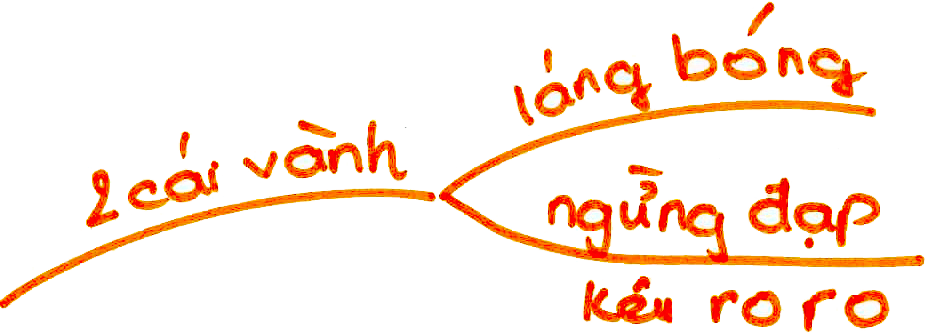 2 cái vành
láng bóng
ngừng đạp
kêu ro ro